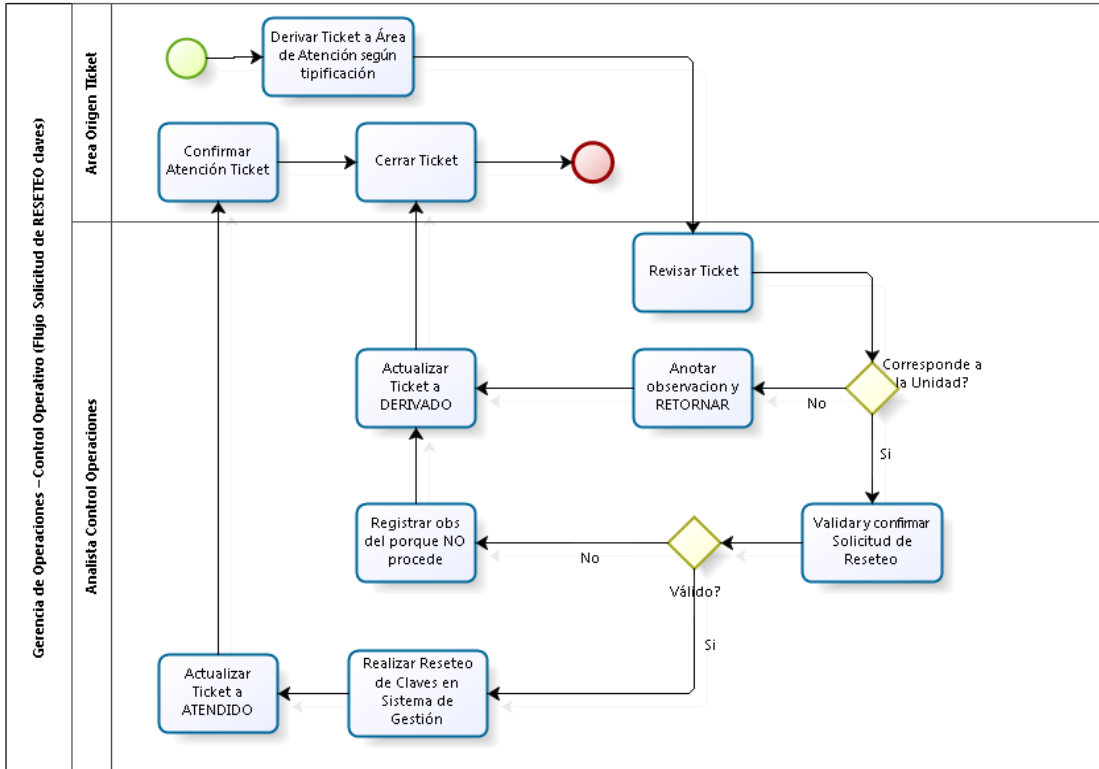 Gerencia de Operaciones – Control Operativo (Flujo Solicitud de RESETEO claves)
Area Origen TIcket
Derivar Ticket a Área
de Atención según
tipificación
Confirmar
Atención Ticket
Cerrar Ticket
Analista Control Operaciones
Revisar Ticket
Corresponde a
la Unidad?
No
Si
Anotar
observacion y
RETORNAR
Actualizar
Ticket a
DERIVADO
Validar y confirmar
Solicitud de
Reseteo
Válido?
No
Si
Registrar obs
del porque NO
procede
Realizar Reseteo
de Claves en
Sistema de
Gestión
Actualizar
Ticket a
ATENDIDO